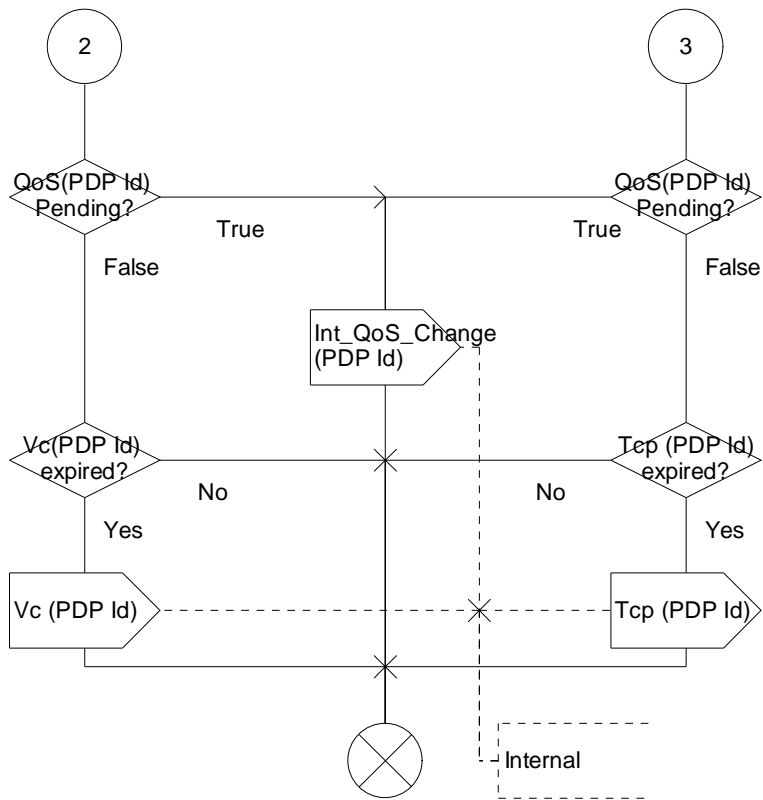 2
3
QoS(PDP Id)
Pending?
QoS(PDP Id)
Pending?
True
True
False
False
Int_QoS_Change
(PDP Id)
Vc(PDP Id)
expired?
Tcp (PDP Id)
expired?
No
No
Yes
Yes
Vc (PDP Id)
Tcp (PDP Id)
Internal